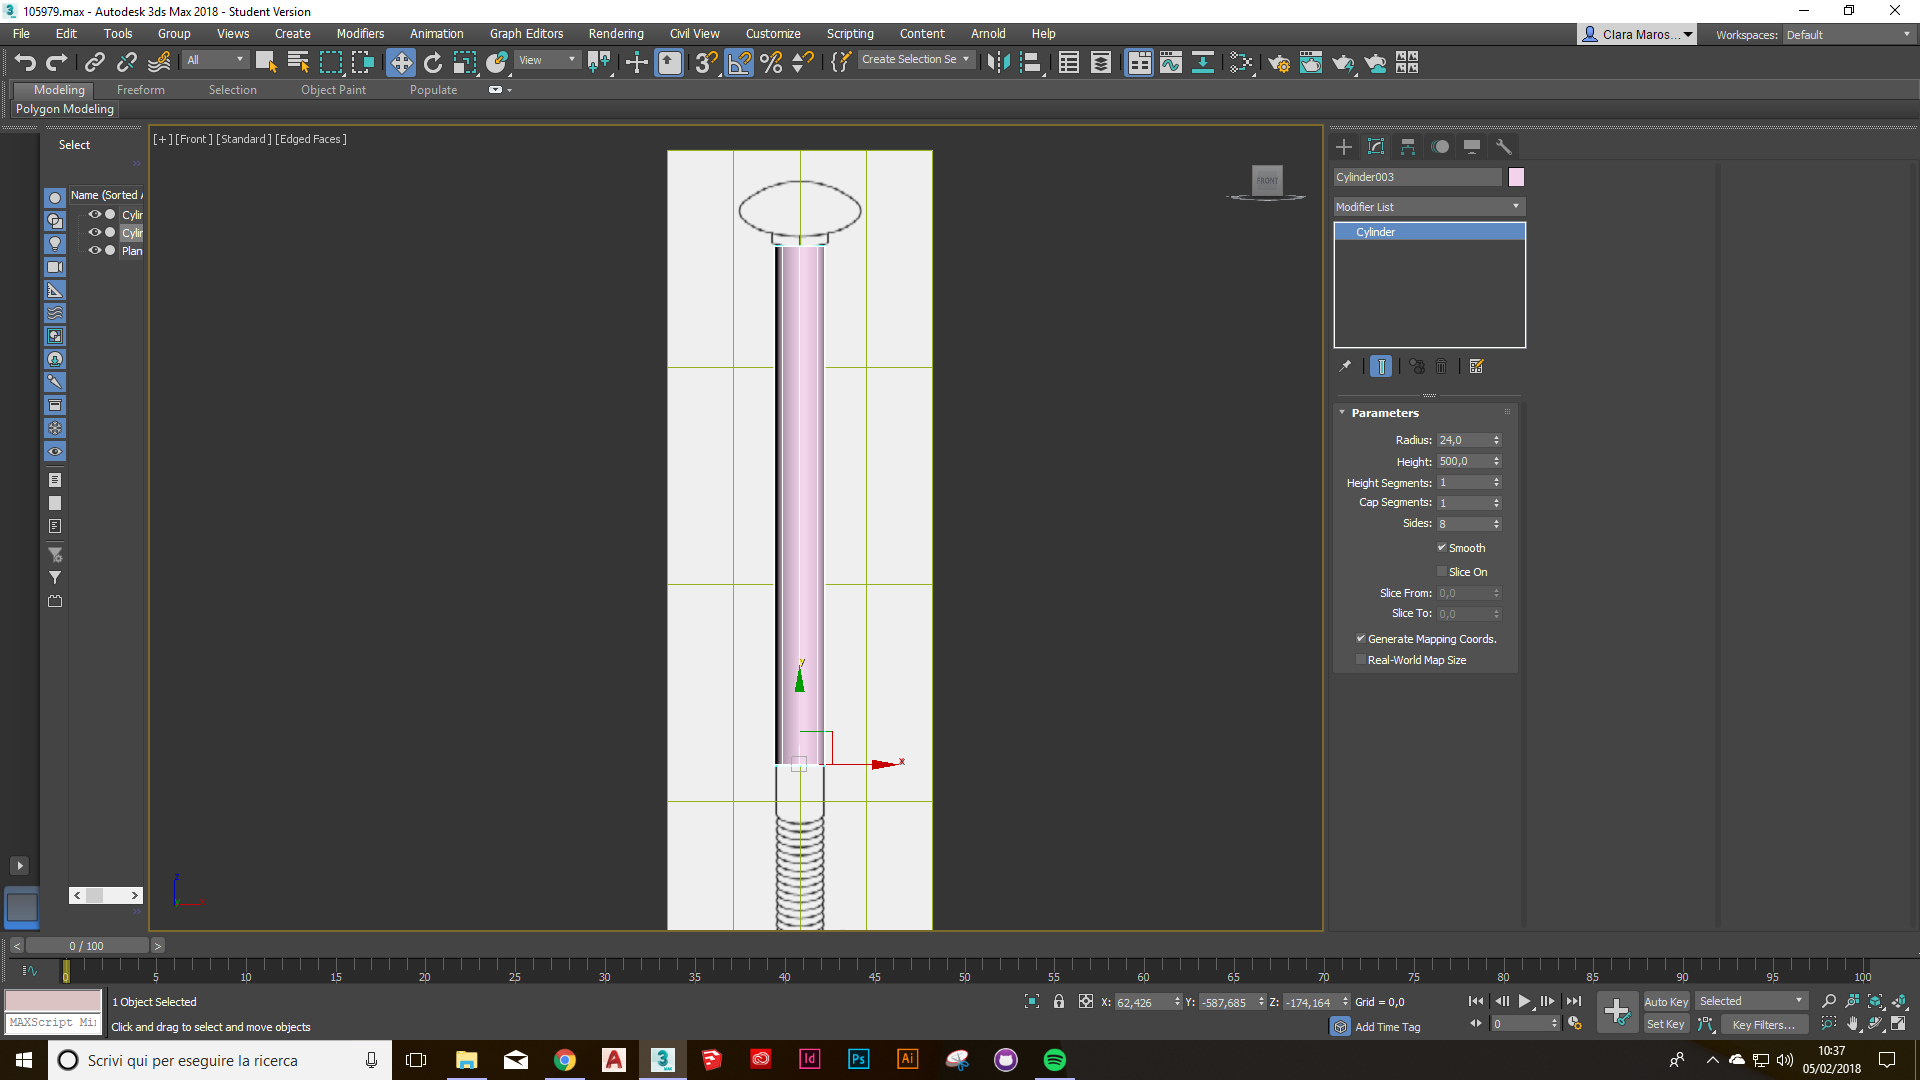 105979.max - Autodesk 3ds Max 2018 - Student Version
File Edit Tools Group Views Create Modifiers Animation Graph Editors Rendering Civil View Customize Scripting Content Arnold Help
Clara Maros... Workspaces: Default
All View Create Selection Se
Modeling Freeform Selection Object Paint Populate
Polygon Modeling
Select
Name (Sorted A
Cylin
Cylin
Plan
[+] [Front] [Standard] [Edged Faces]
FRONT
y
x
z
Cylinder003
Modifier List
Cylinder
Parameters
Radius: 24,0
Height: 500,0
Height Segments: 1
Cap Segments: 1
Sides: 8
Smooth
Slice On
Slice From: 0,0
Slice To: 0,0
Generate Mapping Coords.
Real-World Map Size
< 0 / 100 >
0 5 10 15 20 25 30 35 40 45 50 55 60 65 70 75 80 85 90 95 100
1 Object Selected
X: 62,426 Y: -587,685 Z: -174,164 Grid = 0,0
Auto Key Selected
MAXScript Mi
Click and drag to select and move objects
Add Time Tag
0
Set Key Key Filters...
Scrivi qui per eseguire la ricerca
10:37
05/02/2018